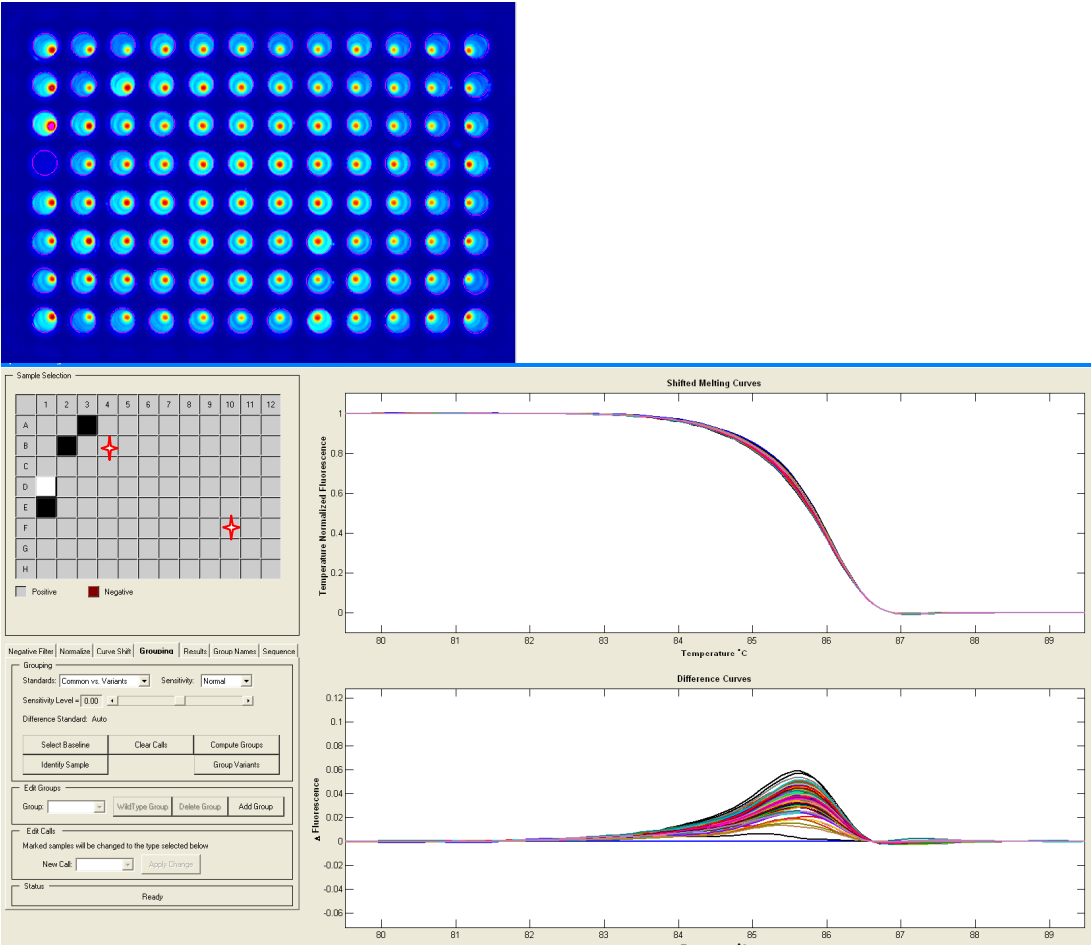 Sample Selection
1 2 3 4 5 6 7 8 9 10 11 12
A
B
C
D
E
F
G
H
Positive Negative
Negative Filter Normalize Curve Shift Grouping Results Group Names Sequence
Grouping
Standards: Common vs. Variants Sensitivity: Normal
Sensitivity Level = 0.00
Difference Standard: Auto
Select Baseline Clear Calls Compute Groups
Identify Sample Group Variants
Edit Groups
Group: WildType Group Delete Group Add Group
Edit Calls
Marked samples will be changed to the type selected below
New Call: Apply Change
Status
Ready
Shifted Melting Curves
Temperature Normalized Fluorescence
1
0.8
0.6
0.4
0.2
0
80 81 82 83 84 85 86 87 88 89
Temperature °C
Difference Curves
Δ Fluorescence
0.12
0.1
0.08
0.06
0.04
0.02
0
-0.02
-0.04
-0.06
80 81 82 83 84 85 86 87 88 89